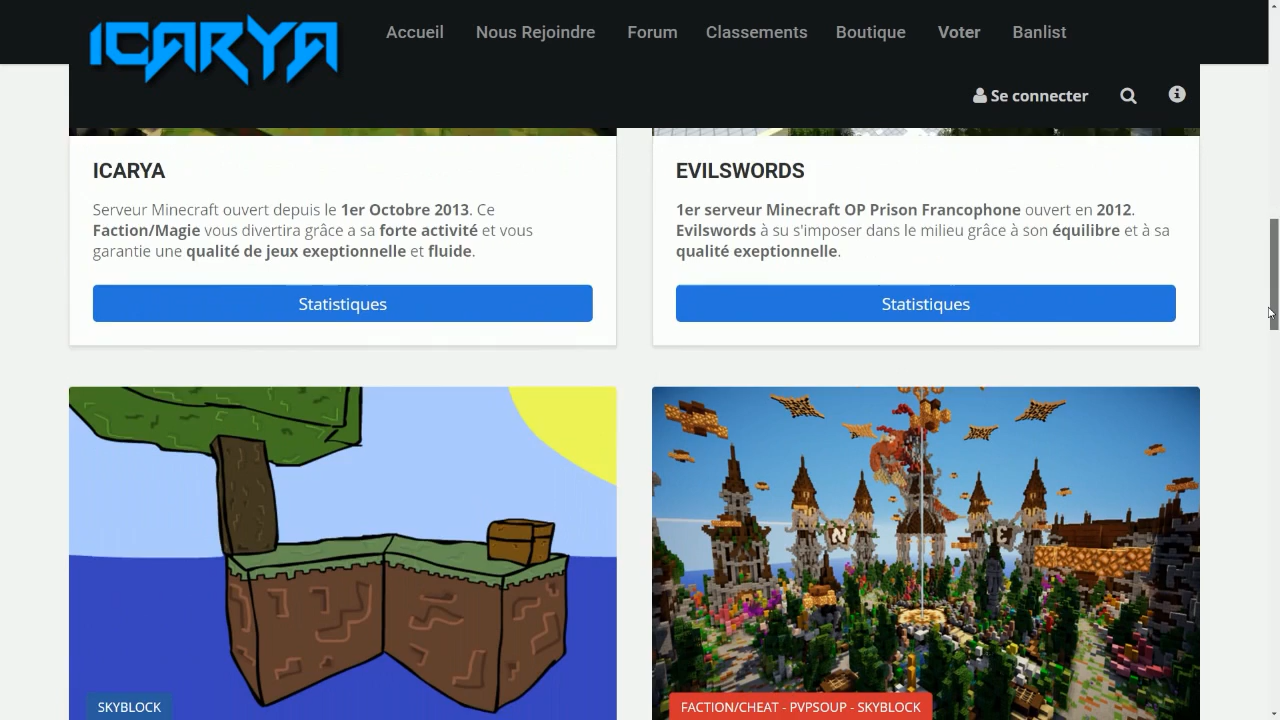 ICARYA
Accueil Nous Rejoindre Forum Classements Boutique Voter Banlist
Se connecter
ICARYA
Serveur Minecraft ouvert depuis le 1er Octobre 2013. Ce
Faction/Magie vous divertira grâce a sa forte activité et vous
garantie une qualité de jeux exeptionnelle et fluide.
Statistiques
EVILSWORDS
1er serveur Minecraft OP Prison Francophone ouvert en 2012.
Evilswords à su s'imposer dans le milieu grâce à son équilibre et à sa
qualité exeptionnelle.
Statistiques
N E
SKYBLOCK
FACTION/CHEAT - PVPSOUP - SKYBLOCK